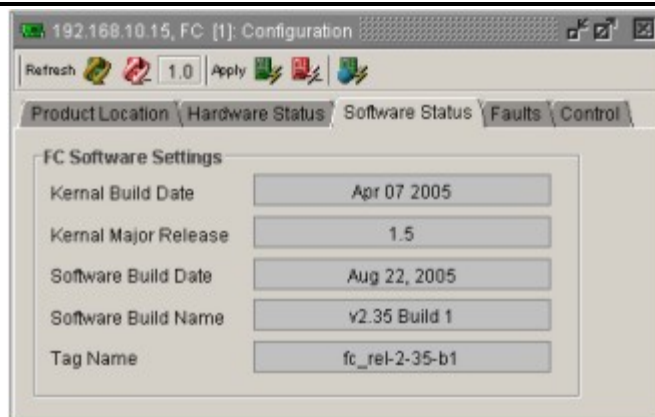 192.168.10.15, FC [1]: Configuration
Refresh 1.0 Apply
Product Location Hardware Status Software Status Faults Control
FC Software Settings
Kernal Build Date Apr 07 2005
Kernal Major Release 1.5
Software Build Date Aug 22, 2005
Software Build Name v2.35 Build 1
Tag Name fc_rel-2-35-b1